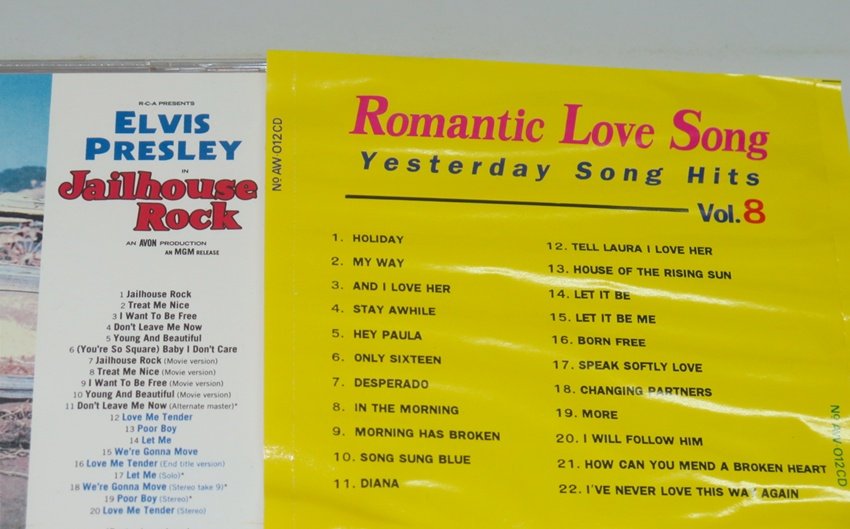 R·C·A PRESENTS
ELVIS
PRESLEY
IN
Jailhouse
Rock
AN AVON PRODUCTION
AN MGM RELEASE
1 Jailhouse Rock
2 Treat Me Nice
3 I Want To Be Free
4 Don't Leave Me Now
5 Young And Beautiful
6 (You're So Square) Baby I Don't Care
7 Jailhouse Rock (Movie version)
8 Treat Me Nice (Movie version)
9 I Want To Be Free (Movie version)
10 Young And Beautiful (Movie version)
11 Don't Leave Me Now (Alternate master)*
12 Love Me Tender
13 Poor Boy
14 Let Me
15 We're Gonna Move
16 Love Me Tender (End title version)
17 Let Me (Solo)*
18 We're Gonna Move (Stereo take 9)*
19 Poor Boy (Stereo)*
20 Love Me Tender (Stereo)
No AW-012CD
Romantic Love Song
Yesterday Song Hits
Vol.8
1. HOLIDAY
2. MY WAY
3. AND I LOVE HER
4. STAY AWHILE
5. HEY PAULA
6. ONLY SIXTEEN
7. DESPERADO
8. IN THE MORNING
9. MORNING HAS BROKEN
10. SONG SUNG BLUE
11. DIANA
12. TELL LAURA I LOVE HER
13. HOUSE OF THE RISING SUN
14. LET IT BE
15. LET IT BE ME
16. BORN FREE
17. SPEAK SOFTLY LOVE
18. CHANGING PARTNERS
19. MORE
20. I WILL FOLLOW HIM
21. HOW CAN YOU MEND A BROKEN HEART
22. I'VE NEVER LOVE THIS WA AGAIN
No AW-012CD